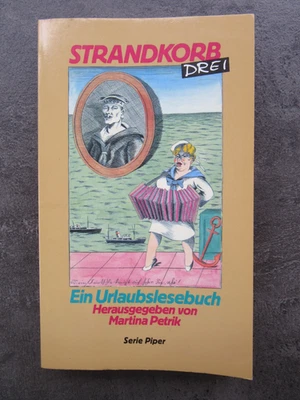 STRANDKORB
DREI
Ein Urlaubslesebuch
Herausgegeben von
Martina Petrik
Serie Piper